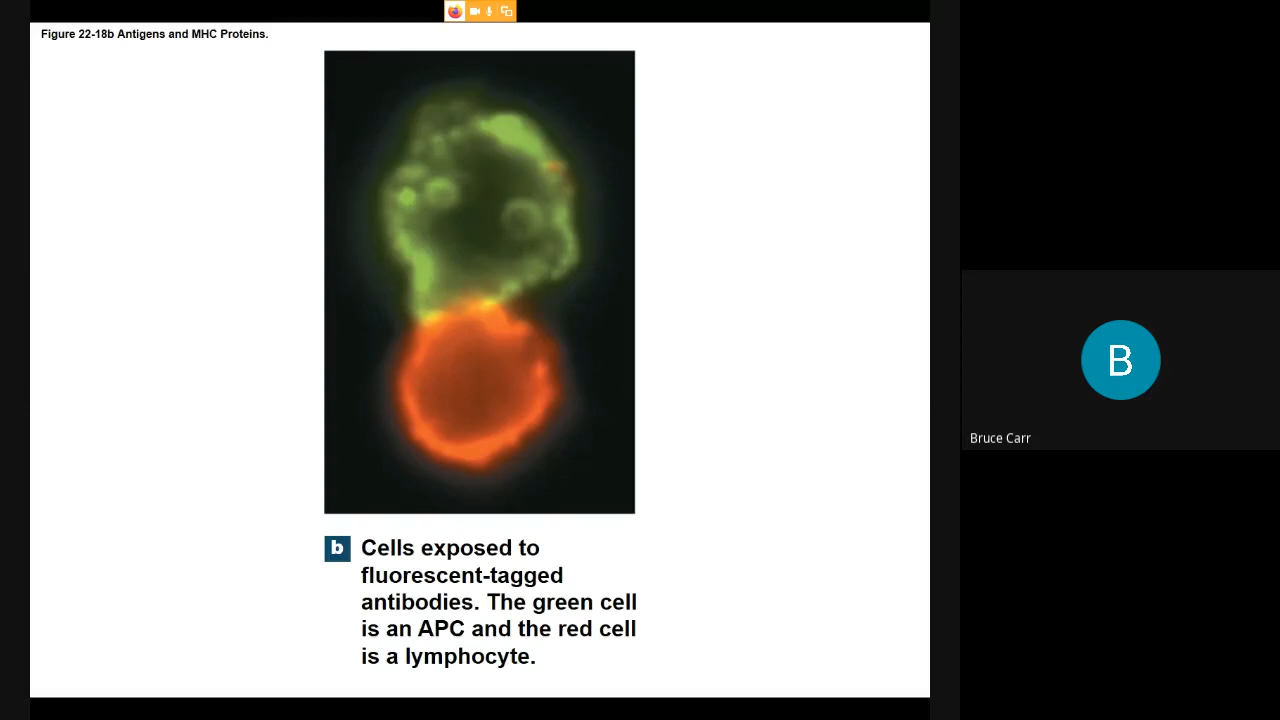 Figure 22-18b Antigens and MHC Proteins.
b Cells exposed to
fluorescent-tagged
antibodies. The green cell
is an APC and the red cell
is a lymphocyte.
B
Bruce Carr